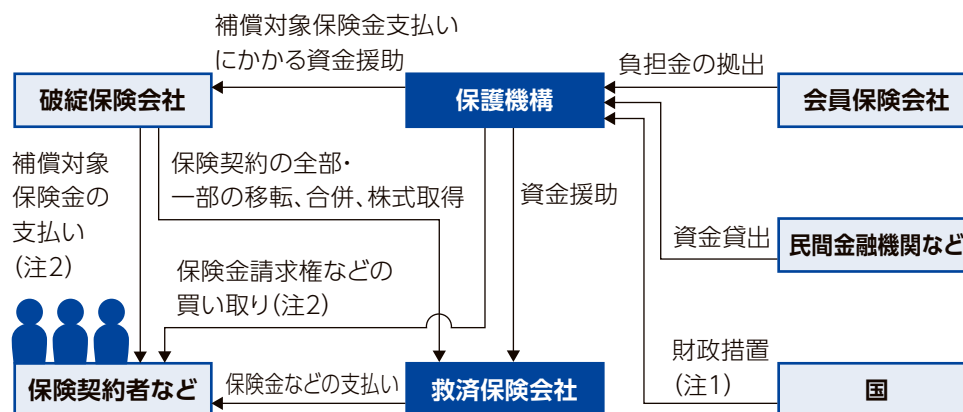 補償対象保険金支払い
にかかる資金援助
負担金の拠出
破綻保険会社
保護機構
会員保険会社
補償対象
保険金の
支払い
(注2)
保険契約の全部・
一部の移転、合併、株式取得
資金援助
資金貸出
民間金融機関など
保険金請求権などの
買い取り(注2)
財政措置
(注1)
保険契約者など
保険金などの支払い
救済保険会社
国